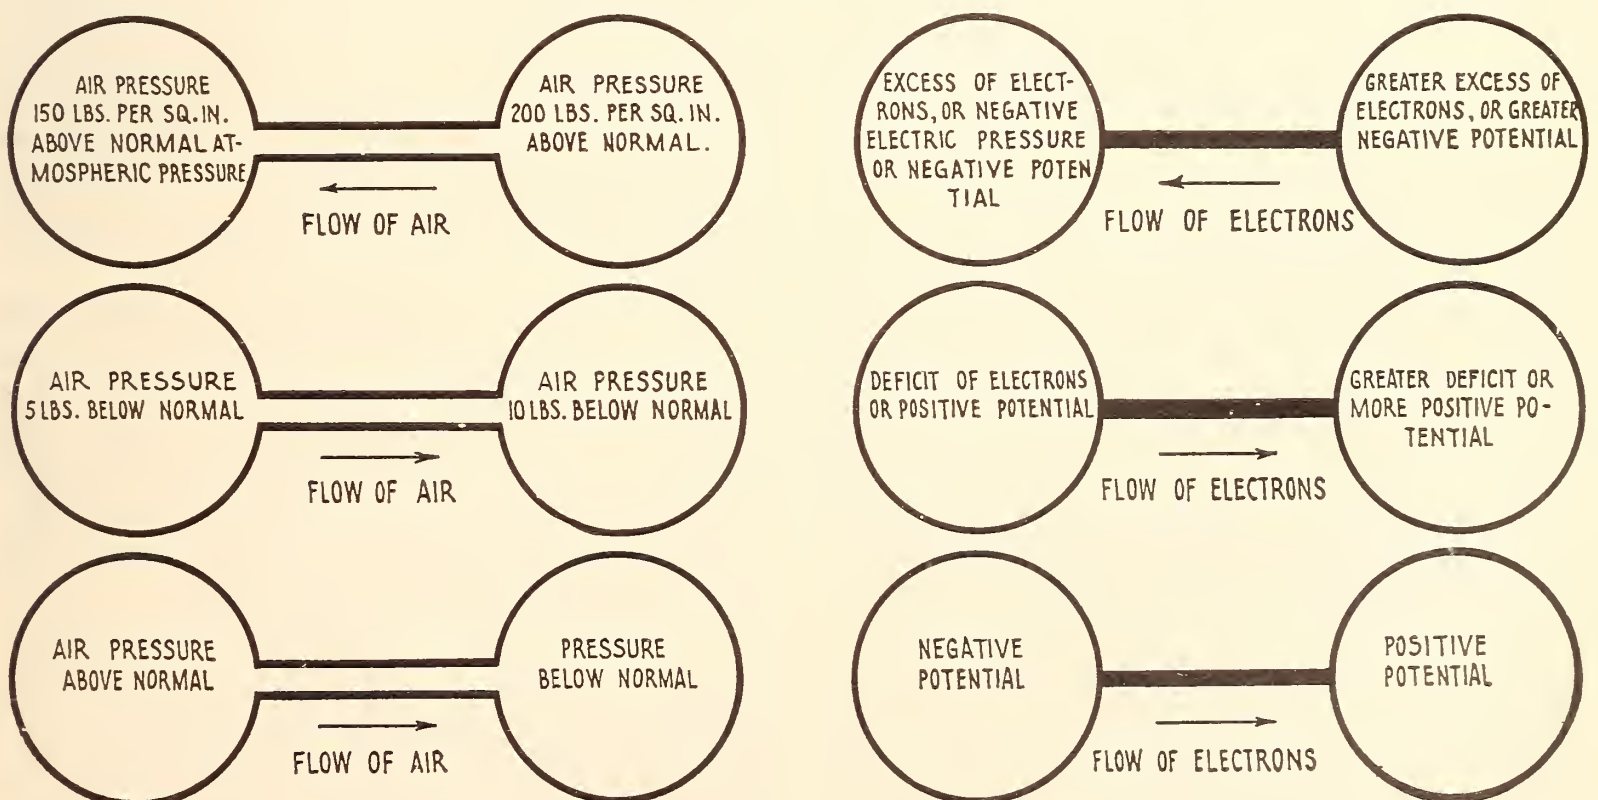 AIR PRESSURE
150 LBS. PER SQ. IN.
ABOVE NORMAL AT-
MOSPHERIC PRESSURE
AIR PRESSURE
200 LBS. PER SQ. IN.
ABOVE NORMAL.
FLOW OF AIR
EXCESS OF ELECT-
RONS, OR NEGATIVE
ELECTRIC PRESSURE
OR NEGATIVE POTEN
TIAL
GREATER EXCESS OF
ELECTRONS, OR GREATER
NEGATIVE POTENTIAL
FLOW OF ELECTRONS
AIR PRESSURE
5 LBS. BELOW NORMAL
AIR PRESSURE
10 LBS. BELOW NORMAL
FLOW OF AIR
DEFICIT OF ELECTRONS
OR POSITIVE POTENTIAL
GREATER DEFICIT OR
MORE POSITIVE PO-
TENTIAL
FLOW OF ELECTRONS
AIR PRESSURE
ABOVE NORMAL
PRESSURE
BELOW NORMAL
FLOW OF AIR
NEGATIVE
POTENTIAL
POSITIVE
POTENTIAL
FLOW OF ELECTRONS